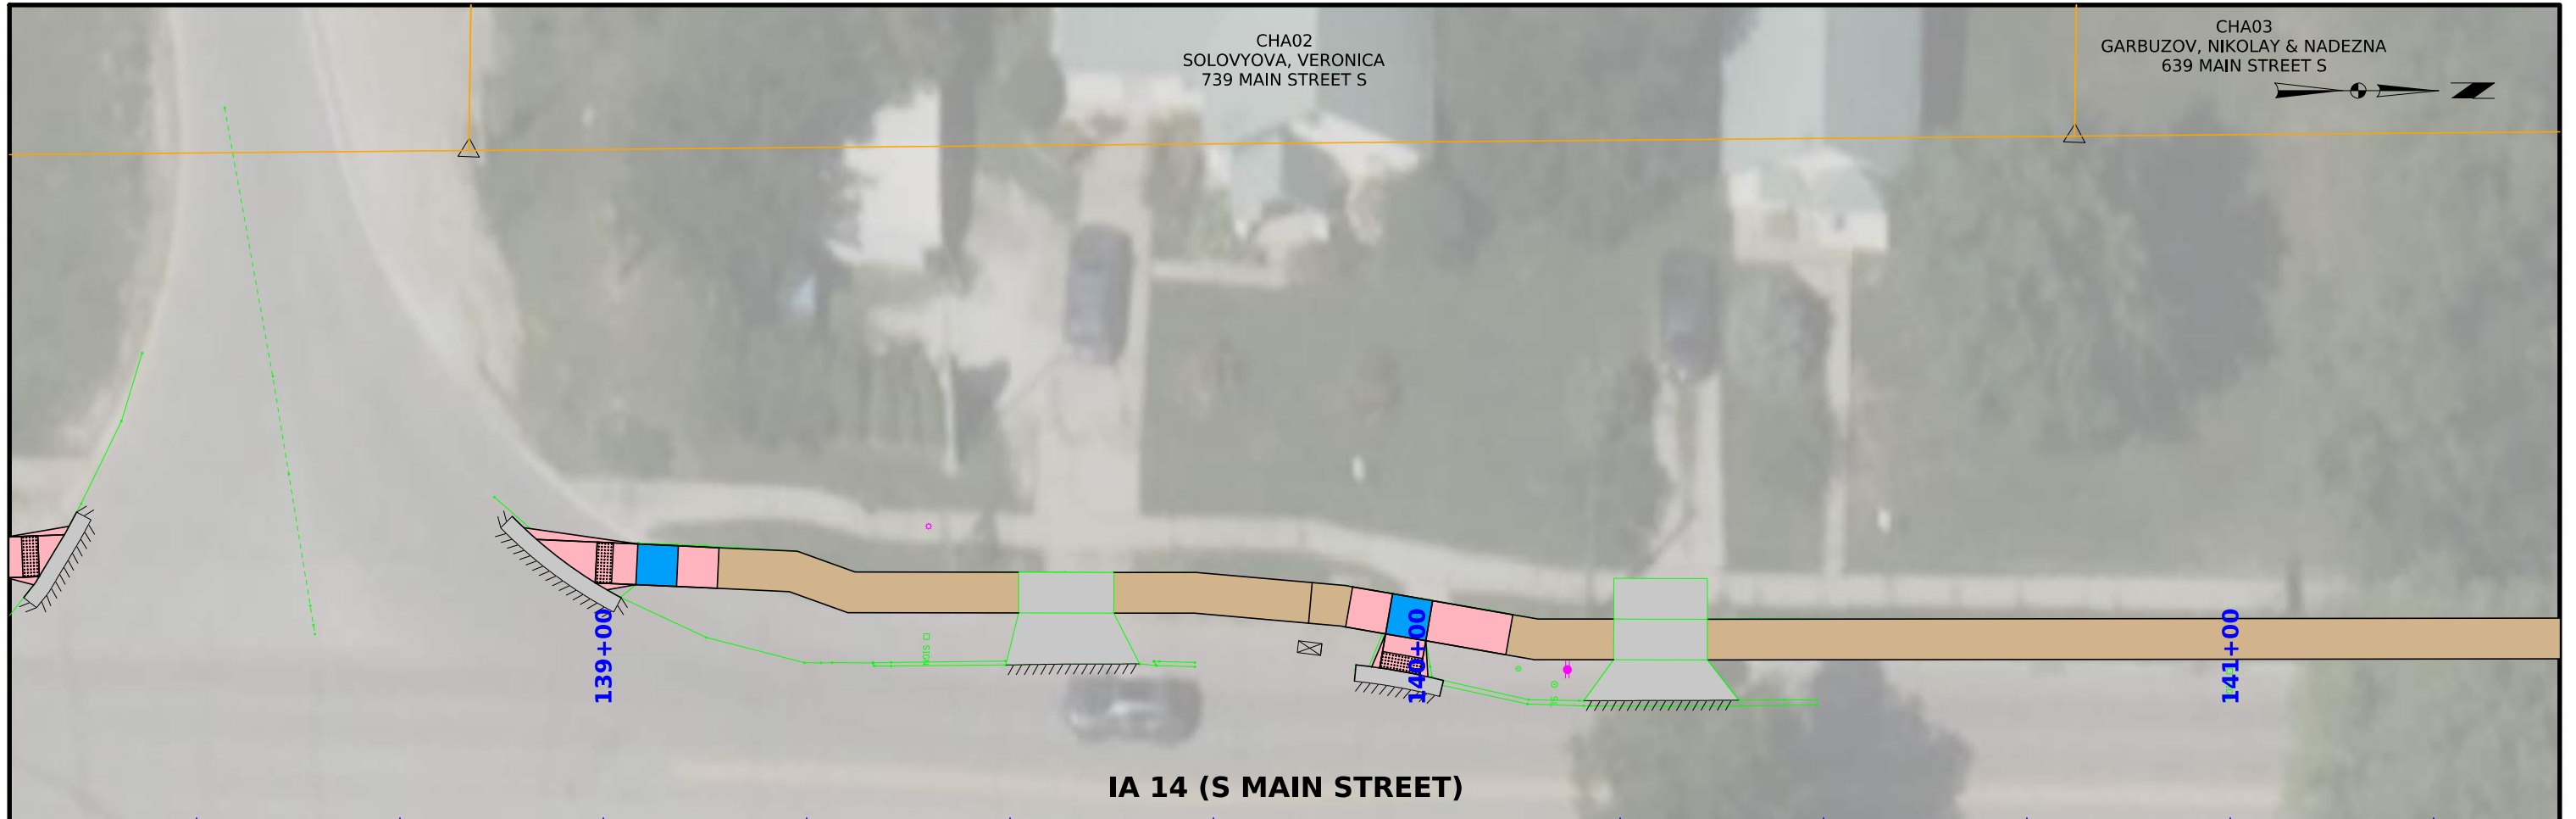 CHA02
SOLOVYOVA, VERONICA
739 MAIN STREET S
CHA03
GARBUZOV, NIKOLAY & NADEZNA
639 MAIN STREET S
SIGN
139+00
140+00
141+00
IA 14 (S MAIN STREET)